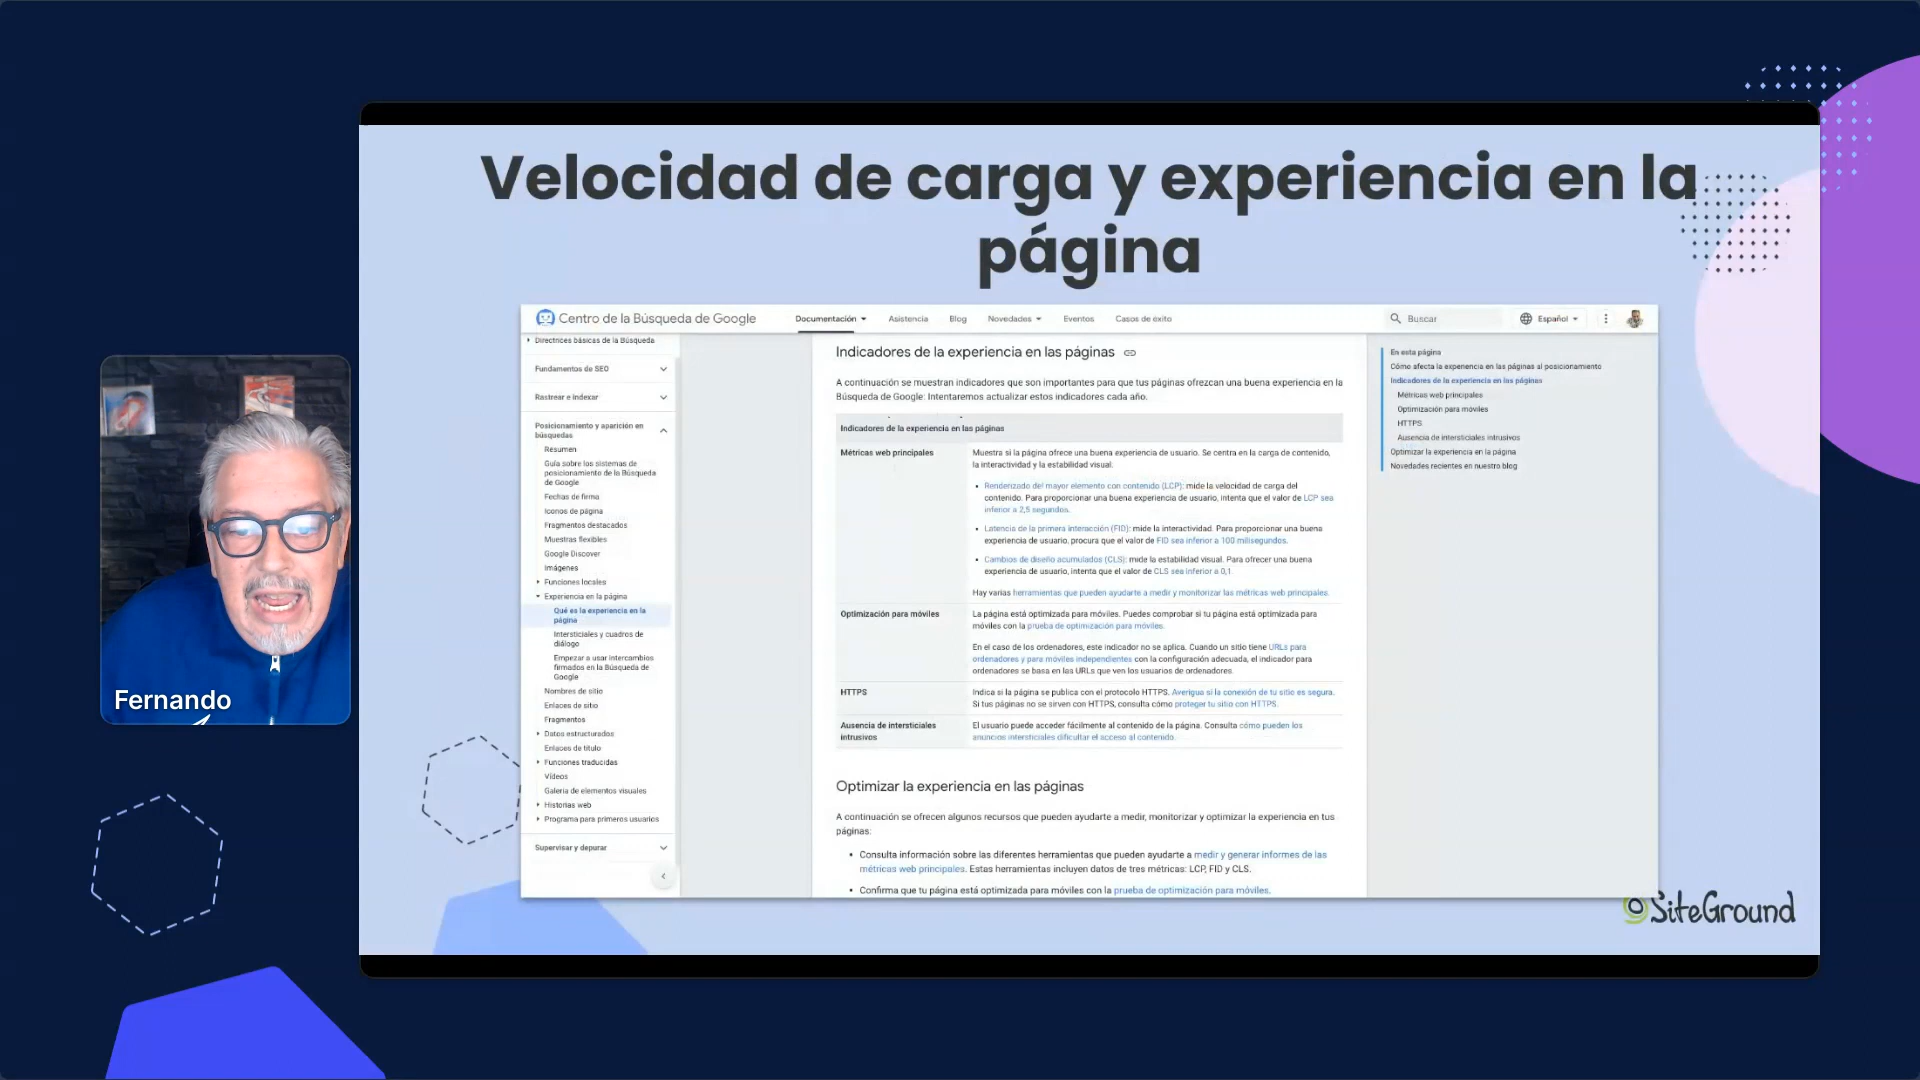 Velocidad de carga y experiencia en la
página
Centro de la Búsqueda de Google
Documentación
Asistencia
Blog
Novedades
Eventos
Casos de éxito
Buscar
Español
Directrices básicas de la Búsqueda
Fundamentos de SEO
Rastrear e indexar
Posicionamiento y aparición en
búsquedas
Resumen
Guía sobre los sistemas de
posicionamiento de la Búsqueda
de Google
Fechas de firma
Iconos de página
Fragmentos destacados
Muestras flexibles
Google Discover
Imágenes
Funciones locales
Experiencia en la página
Qué es la experiencia en la
página
Intersticiales y cuadros de
diálogo
Empezar a usar intercambios
firmados en la Búsqueda de
Google
Nombres de sitio
Enlaces de sitio
Fragmentos
Datos estructurados
Enlaces de título
Funciones traducidas
Vídeos
Galería de elementos visuales
Historias web
Programa para primeros usuarios
Supervisar y depurar
Indicadores de la experiencia en las páginas
A continuación se muestran indicadores que son importantes para que tus páginas ofrezcan una buena experiencia en la
Búsqueda de Google: Intentaremos actualizar estos indicadores cada año.
Indicadores de la experiencia en las páginas
Métricas web principales
Muestra si la página ofrece una buena experiencia de usuario. Se centra en la carga de contenido,
la interactividad y la estabilidad visual:
• Renderizado del mayor elemento con contenido (LCP): mide la velocidad de carga del
contenido. Para proporcionar una buena experiencia de usuario, intenta que el valor de LCP sea
inferior a 2,5 segundos.
• Latencia de la primera interacción (FID): mide la interactividad. Para proporcionar una buena
experiencia de usuario, procura que el valor de FID sea inferior a 100 milisegundos.
• Cambios de diseño acumulados (CLS): mide la estabilidad visual. Para ofrecer una buena
experiencia de usuario, intenta que el valor de CLS sea inferior a 0,1.
Hay varias herramientas que pueden ayudarte a medir y monitorizar las métricas web principales.
Optimización para móviles
La página está optimizada para móviles. Puedes comprobar si tu página está optimizada para
móviles con la prueba de optimización para móviles.
En el caso de los ordenadores, este indicador no se aplica. Cuando un sitio tiene URLs para
ordenadores y para móviles independientes con la configuración adecuada, el indicador para
ordenadores se basa en las URLs que ven los usuarios de ordenadores.
HTTPS
Indica si la página se publica con el protocolo HTTPS. Averigua si la conexión de tu sitio es segura.
Si tus páginas no se sirven con HTTPS, consulta cómo proteger tu sitio con HTTPS.
Ausencia de intersticiales
intrusivos
El usuario puede acceder fácilmente al contenido de la página. Consulta cómo pueden los
anuncios intersticiales dificultar el acceso al contenido.
Optimizar la experiencia en las páginas
A continuación se ofrecen algunos recursos que pueden ayudarte a medir, monitorizar y optimizar la experiencia en tus
páginas:
• Consulta información sobre las diferentes herramientas que pueden ayudarte a medir y generar informes de las
métricas web principales. Estas herramientas incluyen datos de tres métricas: LCP, FID y CLS.
• Confirma que tu página está optimizada para móviles con la prueba de optimización para móviles.
En esta página
Cómo afecta la experiencia en las páginas al posicionamiento
Indicadores de la experiencia en las páginas
Métricas web principales
Optimización para móviles
HTTPS
Ausencia de intersticiales intrusivos
Optimizar la experiencia en la página
Novedades recientes en nuestro blog
SiteGround
Fernando